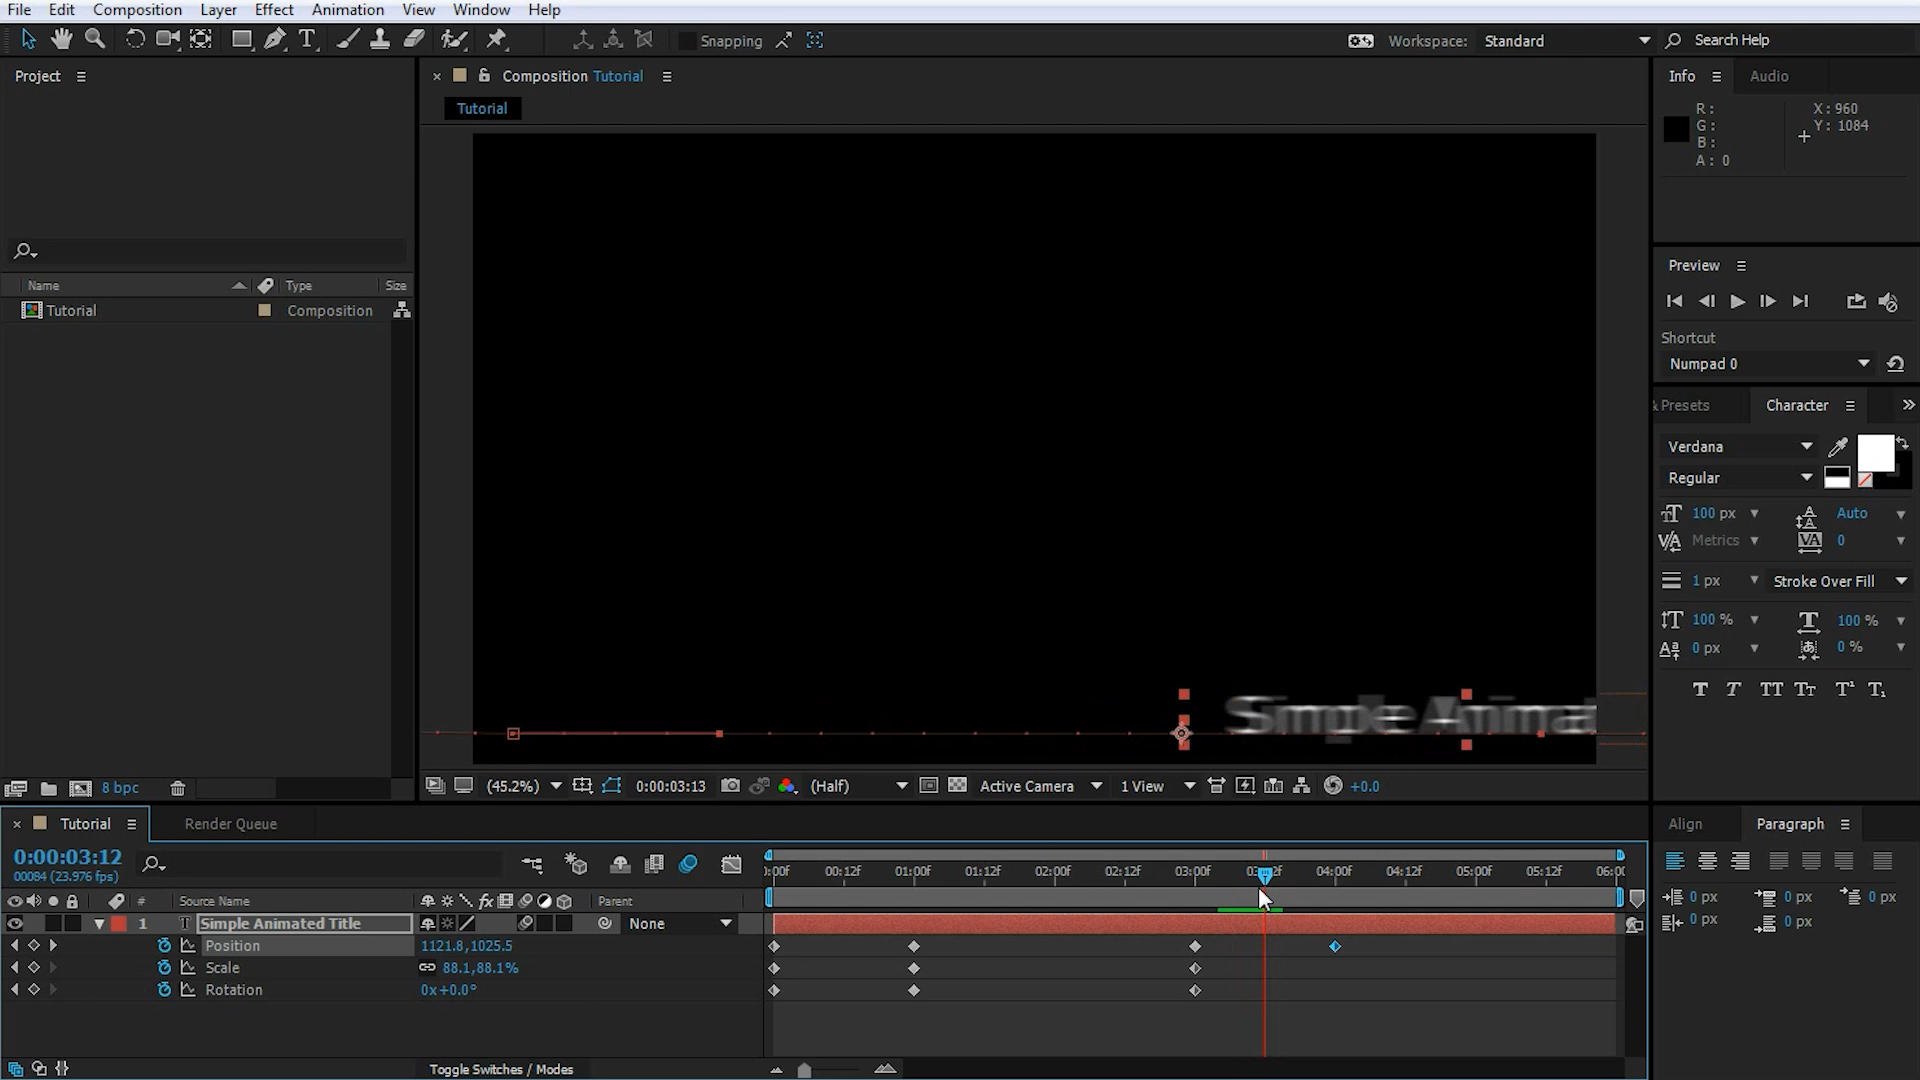 File Edit Composition Layer Effect Animation View Window Help
Snapping
Workspace: Standard
Search Help
Project
Composition Tutorial
Tutorial
Info Audio
R: X: 960
G: Y: 1084
B:
A: 0
Name Type Size
Tutorial Composition
Preview
Shortcut
Numpad 0
& Presets Character
Verdana
Regular
100 px Auto
Metrics 0
1 px Stroke Over Fill
100 % 100 %
0 px 0 %
Simple Animat
8 bpc
(45.2%) 0:00:03:13 (Half) Active Camera 1 View +0.0
Tutorial Render Queue
0:00:03:12
00084 (23.976 fps)
:00f 00:12f 01:00f 01:12f 02:00f 02:12f 03:00f 04:00f 04:12f 05:00f 05:12f 06:0
# Source Name Parent
1 T Simple Animated Title None
Position 1121.8,1025.5
Scale 88.1,88.1%
Rotation 0x+0.0°
Toggle Switches / Modes
Align Paragraph
0 px 0 px 0 px
0 px 0 px